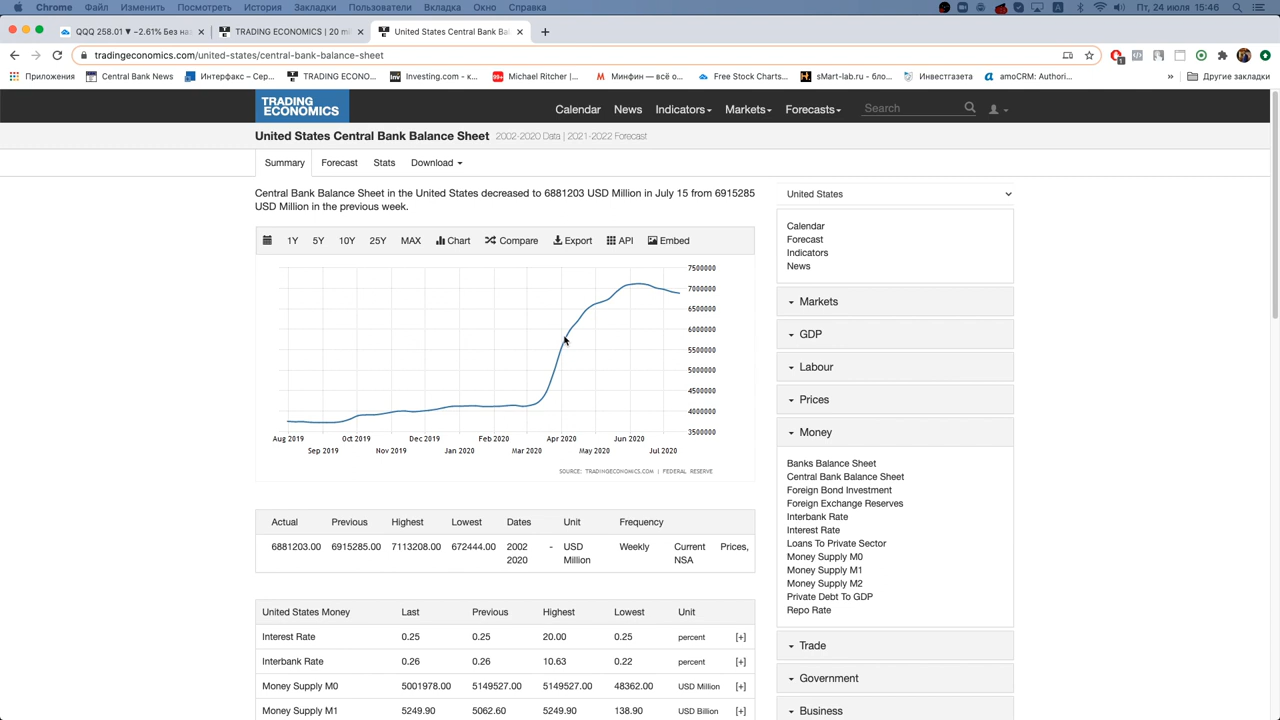 Chrome Файл Изменить Посмотреть История Закладки Пользователи Вкладка Окно Справка Пт, 24 июля 15:46
QQQ 258.01 ▼ −2.61% Без на
TRADING ECONOMICS | 20 m
United States Central Bank Bal
tradingeconomics.com/united-states/central-bank-balance-sheet
Приложения Central Bank News Интерфакс – Сер... TRADING ECONO... Investing.com - к... Michael Ritcher |... Минфин — всё о... Free Stock Charts... sMart-lab.ru - бло... Инвестгазета amoCRM: Authori... » Другие закладки
TRADING ECONOMICS
Calendar News Indicators Markets Forecasts Search
United States Central Bank Balance Sheet 2002-2020 Data | 2021-2022 Forecast
Summary Forecast Stats Download
Central Bank Balance Sheet in the United States decreased to 6881203 USD Million in July 15 from 6915285
USD Million in the previous week.
1Y 5Y 10Y 25Y MAX Chart Compare Export API Embed
7500000
7000000
6500000
6000000
5500000
5000000
4500000
4000000
3500000
Aug 2019 Oct 2019 Dec 2019 Feb 2020 Apr 2020 Jun 2020
Sep 2019 Nov 2019 Jan 2020 Mar 2020 May 2020 Jul 2020
SOURCE: TRADINGECONOMICS.COM | FEDERAL RESERVE
Actual Previous Highest Lowest Dates Unit Frequency
6881203.00 6915285.00 7113208.00 672444.00 2002 - USD Weekly Current Prices,
2020 Million NSA
United States Money Last Previous Highest Lowest Unit
Interest Rate 0.25 0.25 20.00 0.25 percent [+]
Interbank Rate 0.26 0.26 10.63 0.22 percent [+]
Money Supply M0 5001978.00 5149527.00 5149527.00 48362.00 USD Million [+]
Money Supply M1 5249.90 5062.60 5249.90 138.90 USD Billion [+]
United States
Calendar
Forecast
Indicators
News
Markets
GDP
Labour
Prices
Money
Banks Balance Sheet
Central Bank Balance Sheet
Foreign Bond Investment
Foreign Exchange Reserves
Interbank Rate
Interest Rate
Loans To Private Sector
Money Supply M0
Money Supply M1
Money Supply M2
Private Debt To GDP
Repo Rate
Trade
Government
Business